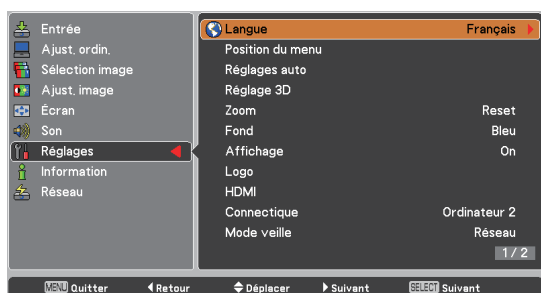 Entrée
Ajust. ordin.
Sélection image
Ajust. image
Écran
Son
Réglages
Information
Réseau
Langue Français
Position du menu
Réglages auto
Réglage 3D
Zoom Reset
Fond Bleu
Affichage On
Logo
HDMI
Connectique Ordinateur 2
Mode veille Réseau
1/2
MENU Quitter Retour Déplacer Suivant SELECT Suivant